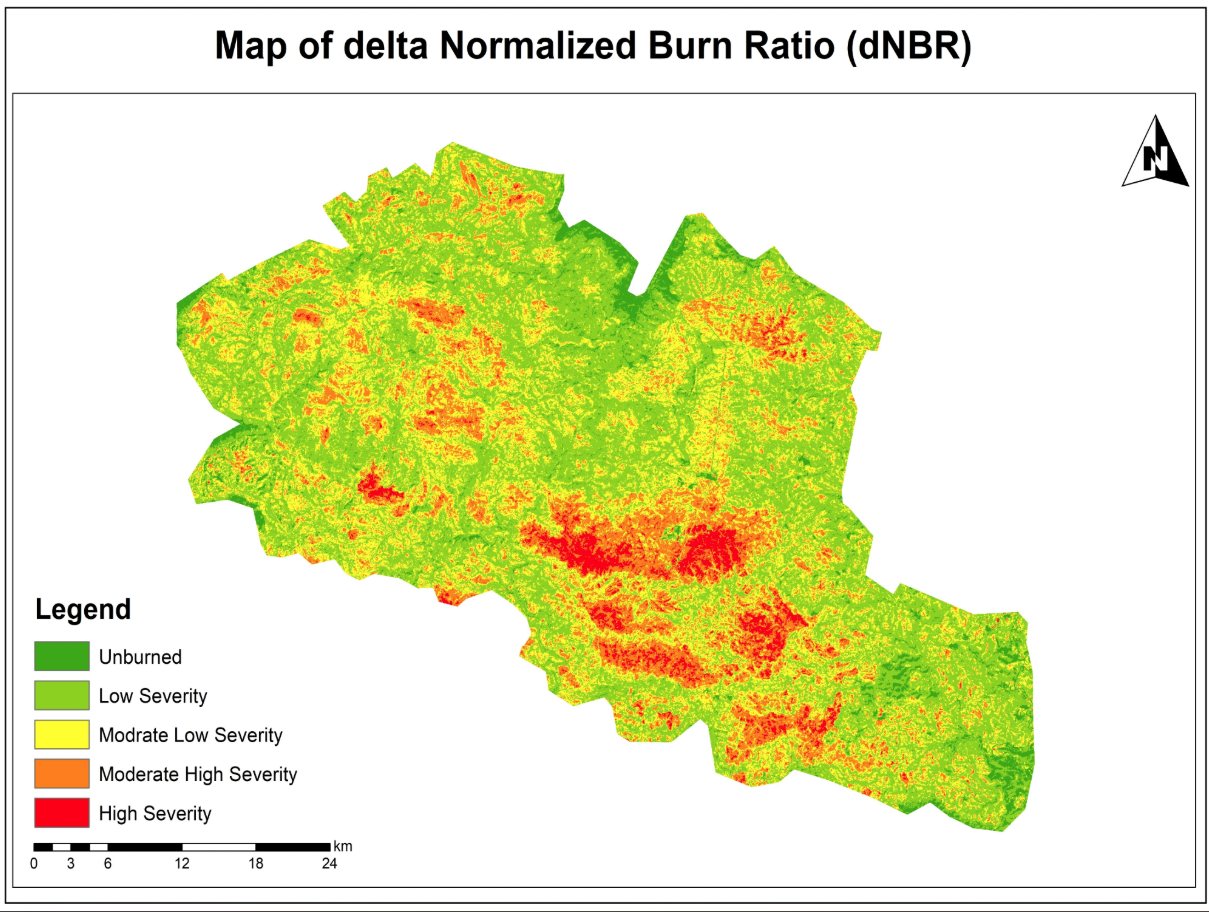 Map of delta Normalized Burn Ratio (dNBR)
N
Legend
Unburned
Low Severity
Modrate Low Severity
Moderate High Severity
High Severity
km
0 3 6 12 18 24